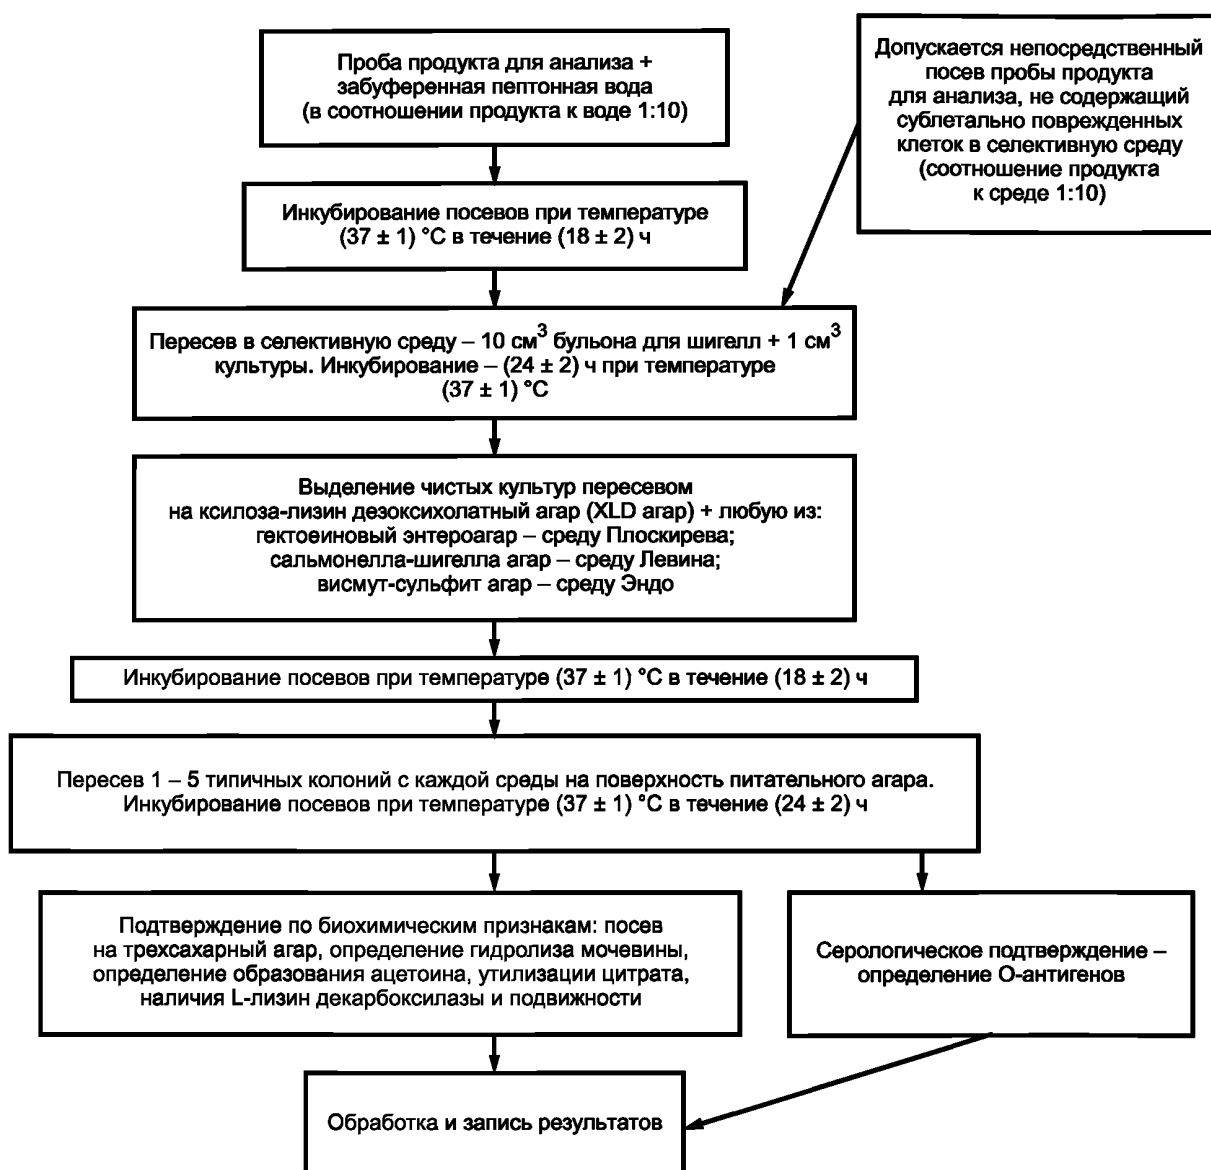 Проба продукта для анализа +
забуференная пептонная вода
(в соотношении продукта к воде 1:10)
Допускается непосредственный
посев пробы продукта
для анализа, не содержащий
сублетально поврежденных
клеток в селективную среду
(соотношение продукта
к среде 1:10)
Инкубирование посевов при температуре
(37 ± 1) °С в течение (18 ± 2) ч
Пересев в селективную среду – 10 см³ бульона для шигелл + 1 см³
культуры. Инкубирование – (24 ± 2) ч при температуре
(37 ± 1) °С
Выделение чистых культур пересевом
на ксилоза-лизин дезоксихолатный агар (XLD агар) + любую из:
гектоеиновый энтероагар – среду Плоскирева;
сальмонелла-шигелла агар – среду Левина;
висмут-сульфит агар – среду Эндо
Инкубирование посевов при температуре (37 ± 1) °С в течение (18 ± 2) ч
Пересев 1 – 5 типичных колоний с каждой среды на поверхность питательного агара.
Инкубирование посевов при температуре (37 ± 1) °С в течение (24 ± 2) ч
Подтверждение по биохимическим признакам: посев
на трехсахарный агар, определение гидролиза мочевины,
определение образования ацетоина, утилизации цитрата,
наличия L-лизин декарбоксилазы и подвижности
Серологическое подтверждение –
определение О-антигенов
Обработка и запись результатов